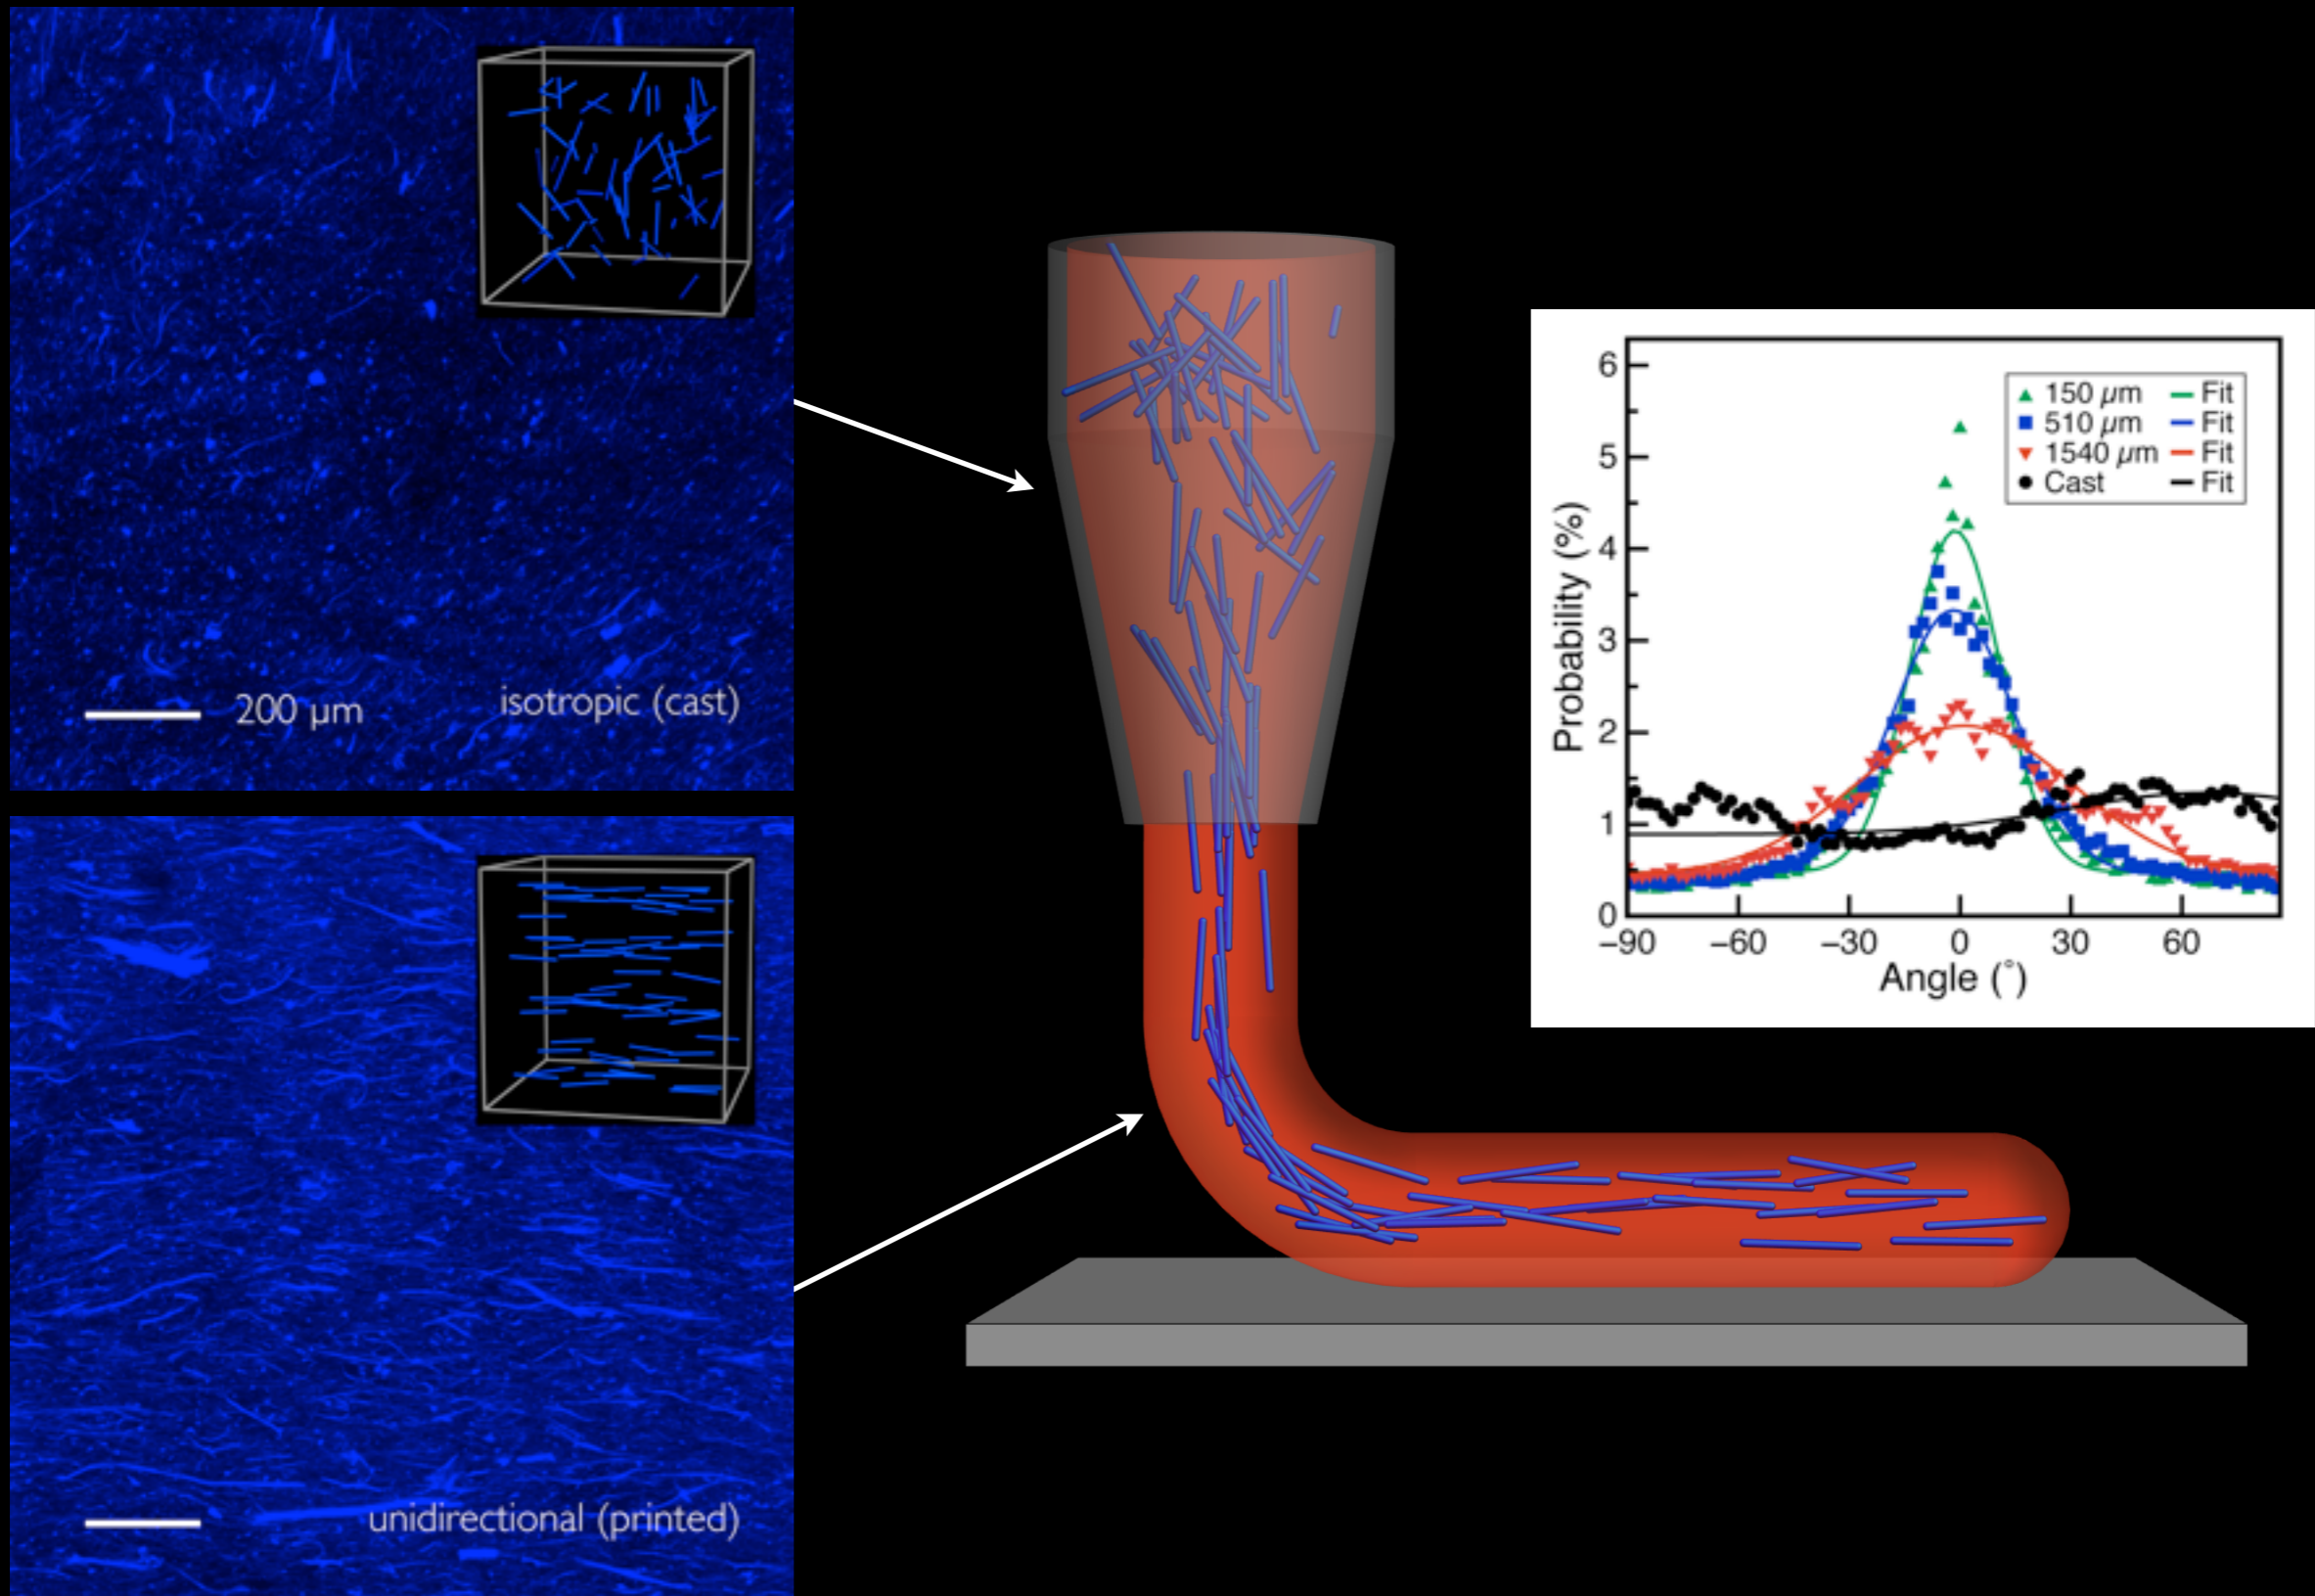 200 µm
isotropic (cast)
unidirectional (printed)
6
5
4
3
2
1
0
Probability (%)
150 µm Fit
510 µm Fit
1540 µm Fit
Cast Fit
–90 –60 –30 0 30 60
Angle (°)